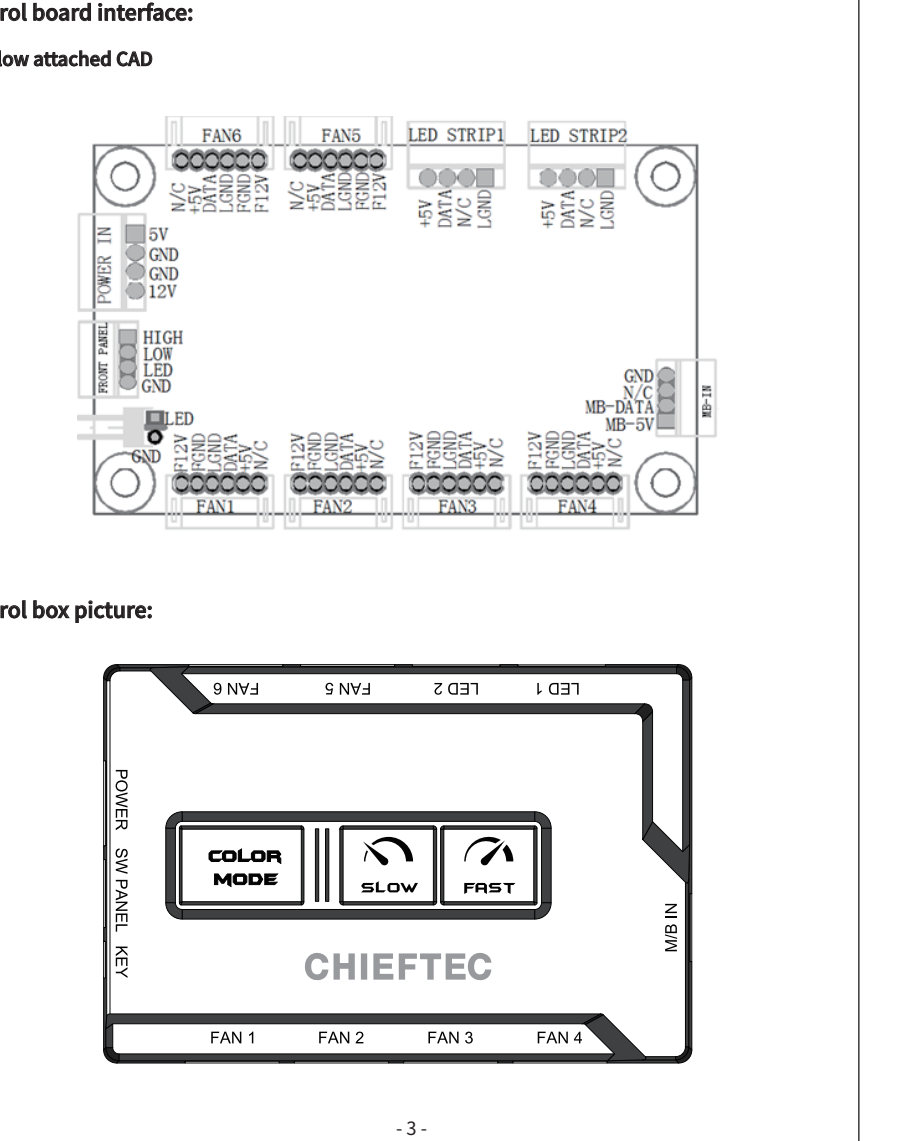 rol board interface:
low attached CAD
FAN6 FAN5 LED STRIP1 LED STRIP2
N/C +5V DATA LGND FGND F12V
N/C +5V DATA LGND FGND F12V
+5V DATA N/C LGND
+5V DATA N/C LGND
POWER IN
5V
GND
GND
12V
FRONT PANEL
HIGH
LOW
LED
GND
LED
GND
GND
N/C
MB-DATA
MB-5V
MB-IN
F12V FGND LGND DATA +5V N/C
F12V FGND LGND DATA +5V N/C
F12V FGND LGND DATA +5V N/C
F12V FGND LGND DATA +5V N/C
FAN1 FAN2 FAN3 FAN4
rol box picture:
FAN 6 FAN 5 LED 2 LED 1
POWER SW PANEL KEY
COLOR
MODE
SLOW FAST
M/B IN
CHIEFTEC
FAN 1 FAN 2 FAN 3 FAN 4
- 3 -